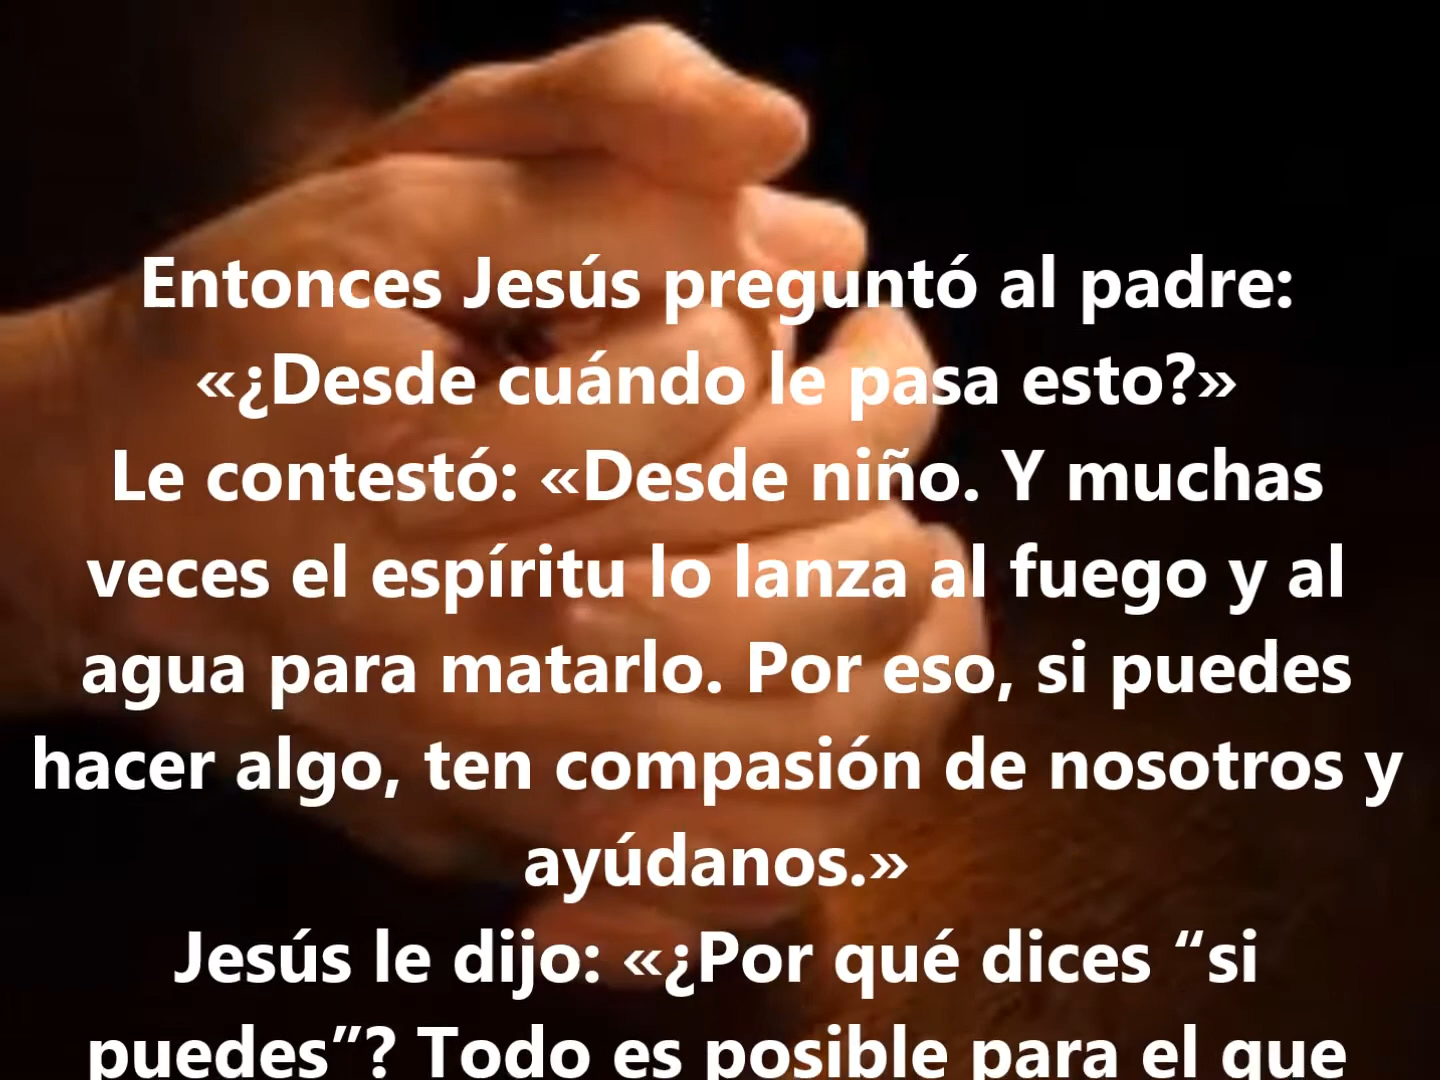 Entonces Jesús preguntó al padre:
«¿Desde cuándo le pasa esto?»
Le contestó: «Desde niño. Y muchas
veces el espíritu lo lanza al fuego y al
agua para matarlo. Por eso, si puedes
hacer algo, ten compasión de nosotros y
ayúdanos.»
Jesús le dijo: «¿Por qué dices “si
puedes”? Todo es posible para el que